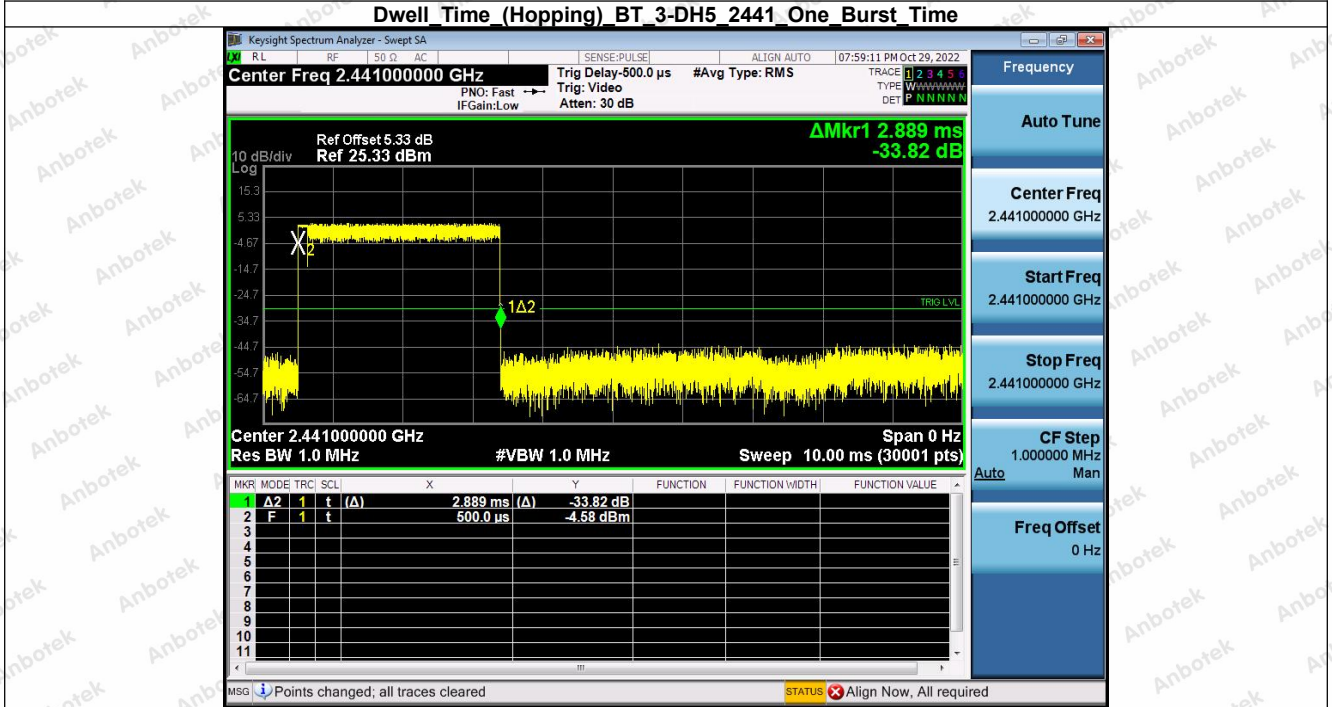 Dwell_Time_(Hopping)_BT_3-DH5_2441_One_Burst_Time
Keysight Spectrum Analyzer - Swept SA
LXI RL RF 50 Ω AC SENSE:PULSE ALIGN AUTO 07:59:11 PM Oct 29, 2022
Center Freq 2.441000000 GHz
PNO: Fast
IFGain:Low
Trig Delay-500.0 µs
Trig: Video
Atten: 30 dB
#Avg Type: RMS
TRACE 1 2 3 4 5 6
TYPE WWWWWW
DET P N N N N N
ΔMkr1 2.889 ms
-33.82 dB
Ref Offset 5.33 dB
10 dB/div Ref 25.33 dBm
Log
15.3
5.33
-4.67
-14.7
-24.7
-34.7
-44.7
-54.7
-64.7
2
1Δ2
TRIG LVL
Center 2.441000000 GHz Span 0 Hz
Res BW 1.0 MHz #VBW 1.0 MHz Sweep 10.00 ms (30001 pts)
MKR MODE TRC SCL X Y FUNCTION FUNCTION WIDTH FUNCTION VALUE
1 Δ2 1 t (Δ) 2.889 ms (Δ) -33.82 dB
2 F 1 t 500.0 µs -4.58 dBm
3
4
5
6
7
8
9
10
11
MSG Points changed; all traces cleared STATUS Align Now, All required
Frequency
Auto Tune
Center Freq
2.441000000 GHz
Start Freq
2.441000000 GHz
Stop Freq
2.441000000 GHz
CF Step
1.000000 MHz
Auto Man
Freq Offset
0 Hz
Anbotek